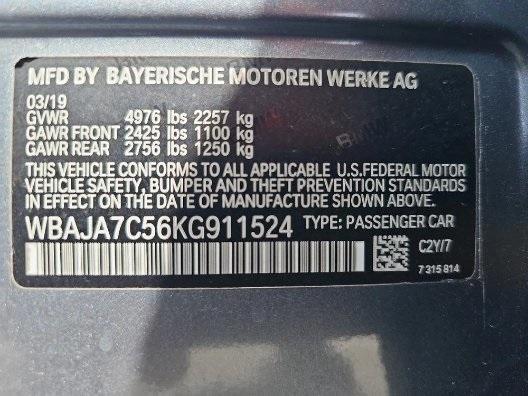 MFD BY BAYERISCHE MOTOREN WERKE AG
03/19
GVWR 4976 lbs 2257 kg
GAWR FRONT 2425 lbs 1100 kg
GAWR REAR 2756 lbs 1250 kg
THIS VEHICLE CONFORMS TO ALL APPLICABLE U.S.FEDERAL MOTOR
VEHICLE SAFETY, BUMPER, AND THEFT PREVENTION STANDARDS
IN EFFECT ON THE DATE OF MANUFACTURE SHOWN ABOVE.
WBAJA7C56KG911524 TYPE: PASSENGER CAR
C2Y/7
7 315 814